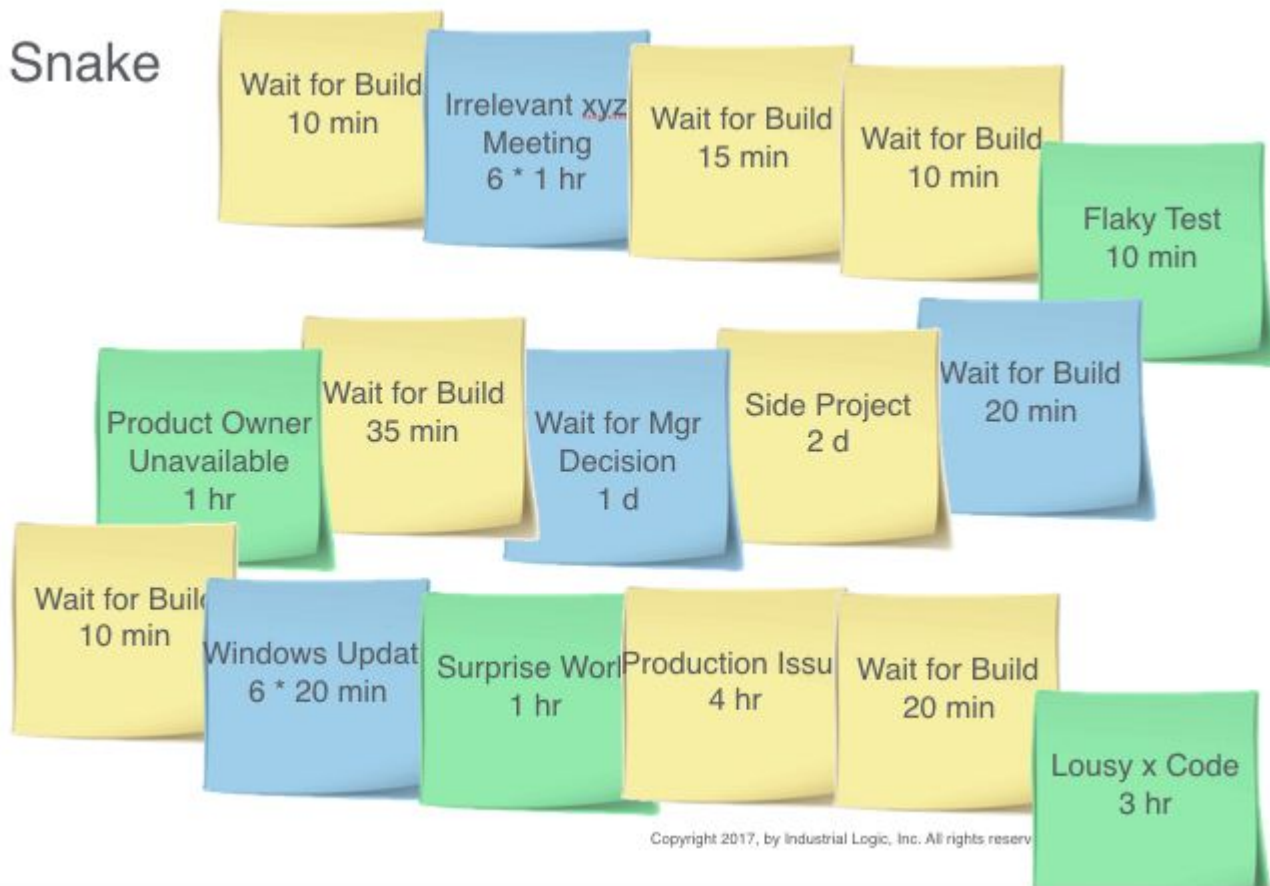 Snake
Wait for Build
10 min
Irrelevant xyz
Meeting
6 * 1 hr
Wait for Build
15 min
Wait for Build
10 min
Flaky Test
10 min
Product Owner
Unavailable
1 hr
Wait for Build
35 min
Wait for Mgr
Decision
1 d
Side Project
2 d
Wait for Build
20 min
Wait for Build
10 min
Windows Updat
6 * 20 min
Surprise Work
1 hr
Production Issu
4 hr
Wait for Build
20 min
Lousy x Code
3 hr
Copyright 2017, by Industrial Logic, Inc. All rights reserv